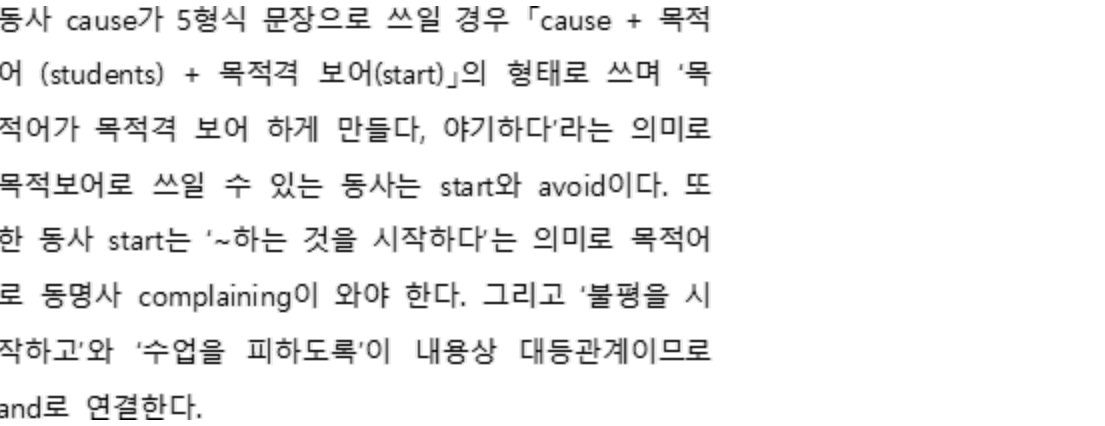 동사 cause가 5형식 문장으로 쓰일 경우 「cause + 목적
어 (students) + 목적격 보어(start)」의 형태로 쓰며 ‘목
적어가 목적격 보어 하게 만들다, 야기하다’라는 의미로
목적보어로 쓰일 수 있는 동사는 start와 avoid이다. 또
한 동사 start는 ‘~하는 것을 시작하다’는 의미로 목적어
로 동명사 complaining이 와야 한다. 그리고 ‘불평을 시
작하고’와 ‘수업을 피하도록’이 내용상 대등관계이므로
and로 연결한다.